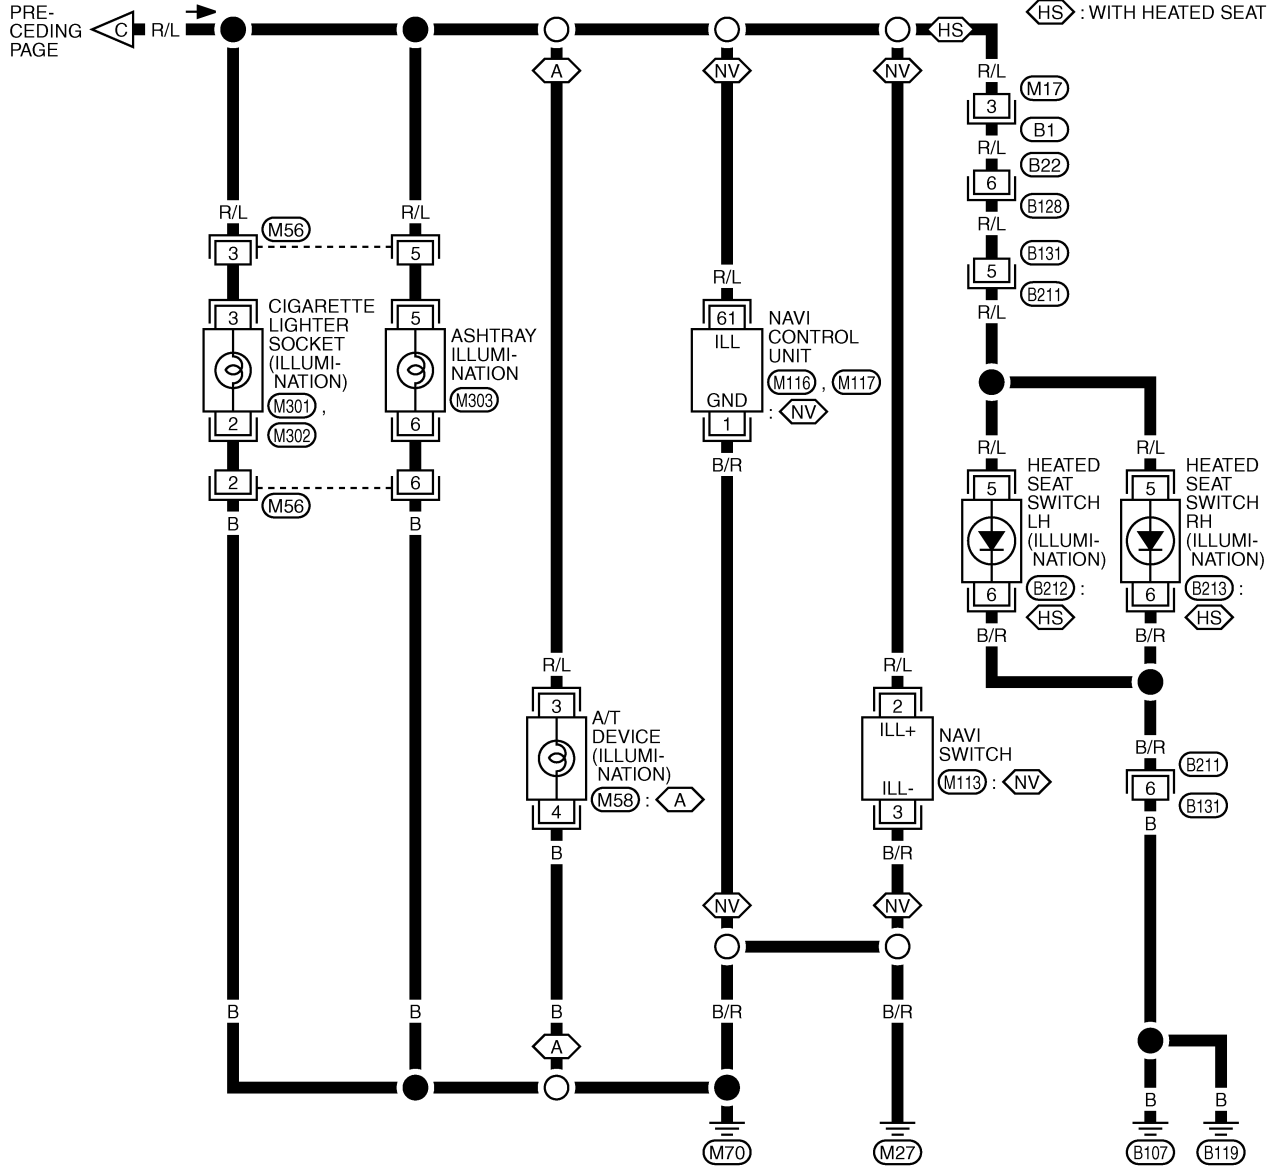 PRE-
CEDING
PAGE
C
R/L
HS
HS : WITH HEATED SEAT
A
NV
NV
R/L
3
M17
B1
R/L
6
B22
B128
R/L
5
B131
B211
R/L
R/L
R/L
3
M56
5
3
CIGARETTE
LIGHTER
SOCKET
(ILLUMI-
NATION)
M301 ,
M302
2
2
M56
B
5
ASHTRAY
ILLUMI-
NATION
M303
6
6
B
R/L
61
ILL
GND
1
NAVI
CONTROL
UNIT
M116 , M117
: NV
B/R
R/L
5
HEATED
SEAT
SWITCH
LH
(ILLUMI-
NATION)
B212 :
HS
6
B/R
R/L
5
HEATED
SEAT
SWITCH
RH
(ILLUMI-
NATION)
B213 :
HS
6
B/R
R/L
3
A/T
DEVICE
(ILLUMI-
NATION)
M58 : A
4
B
R/L
2
ILL+
ILL-
3
NAVI
SWITCH
M113 : NV
B/R
B/R
6
B211
B131
B
NV
NV
B
B
B
B/R
B/R
A
B
B
M70
M27
B107
B119